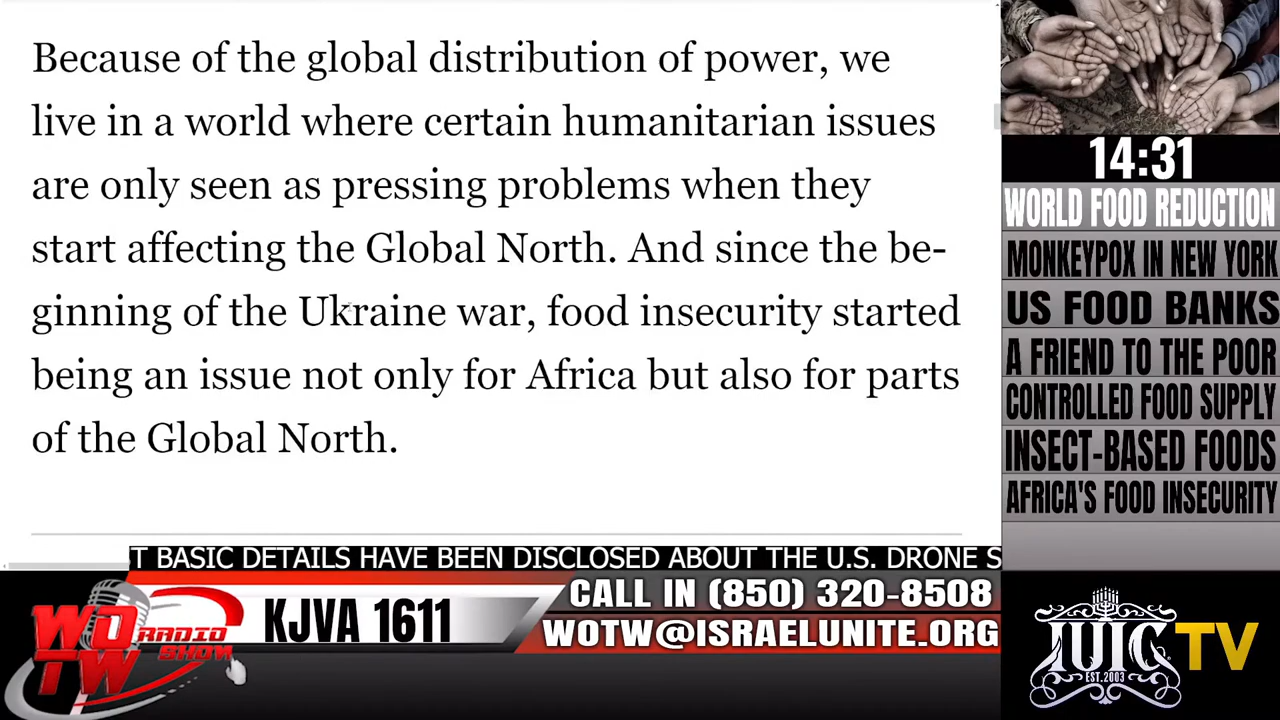 Because of the global distribution of power, we
live in a world where certain humanitarian issues
are only seen as pressing problems when they
start affecting the Global North. And since the be-
ginning of the Ukraine war, food insecurity started
being an issue not only for Africa but also for parts
of the Global North.
14:31
WORLD FOOD REDUCTION
MONKEYPOX IN NEW YORK
US FOOD BANKS
A FRIEND TO THE POOR
CONTROLLED FOOD SUPPLY
INSECT-BASED FOODS
AFRICA'S FOOD INSECURITY
T BASIC DETAILS HAVE BEEN DISCLOSED ABOUT THE U.S. DRONE S
WOTW RADIO SHOW
KJVA 1611
CALL IN (850) 320-8508
WOTW@ISRAELUNITE.ORG
IUIC TV
EST.2003